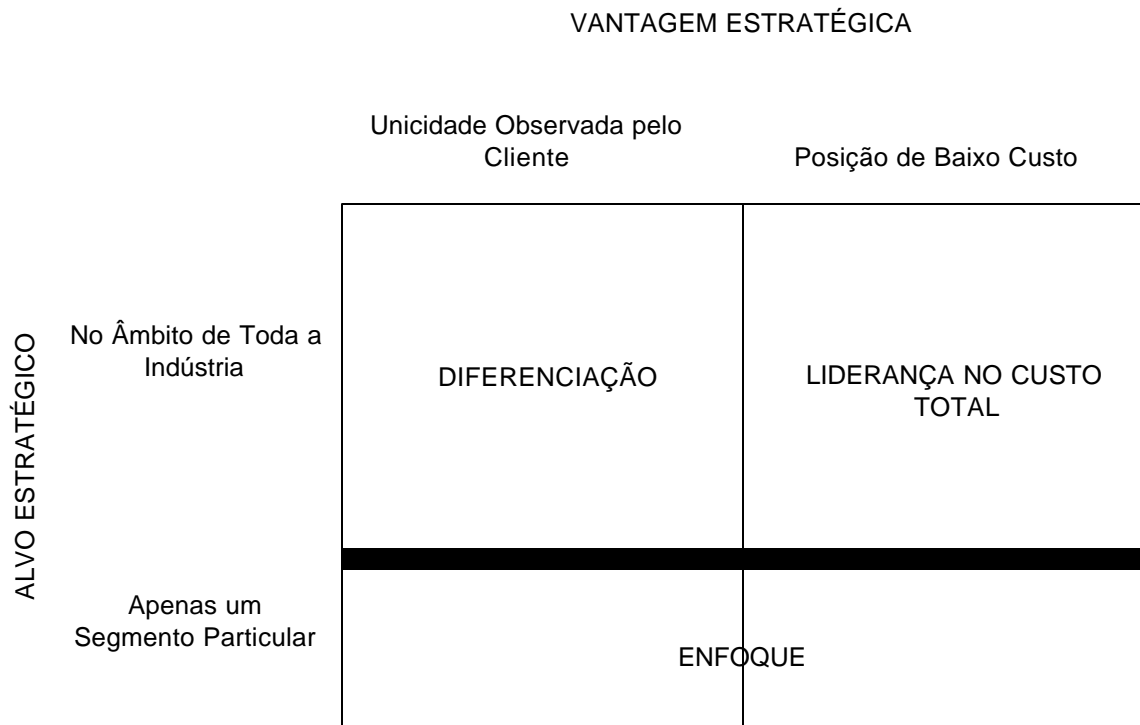 VANTAGEM ESTRATÉGICA
Unicidade Observada pelo
Cliente
Posição de Baixo Custo
ALVO ESTRATÉGICO
No Âmbito de Toda a
Indústria
DIFERENCIAÇÃO
LIDERANÇA NO CUSTO
TOTAL
Apenas um
Segmento Particular
ENFOQUE